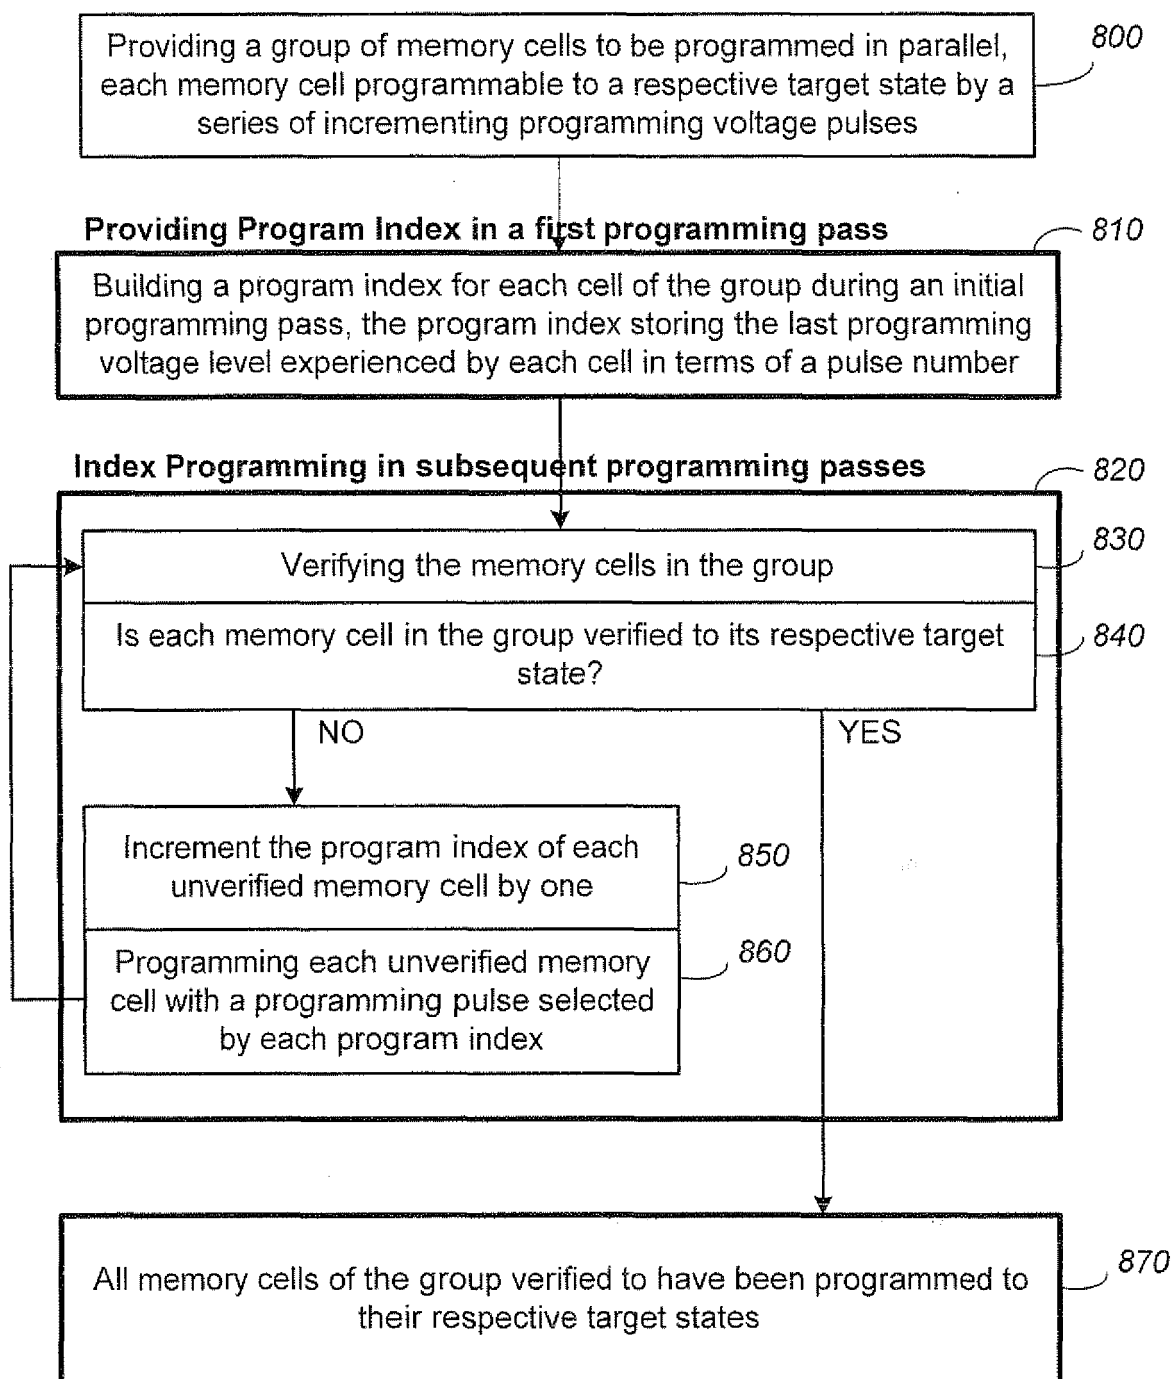 Providing a group of memory cells to be programmed in parallel,
each memory cell programmable to a respective target state by a
series of incrementing programming voltage pulses
800
Providing Program Index in a first programming pass
810
Building a program index for each cell of the group during an initial
programming pass, the program index storing the last programming
voltage level experienced by each cell in terms of a pulse number
Index Programming in subsequent programming passes
820
Verifying the memory cells in the group
830
Is each memory cell in the group verified to its respective target
state?
840
NO
YES
Increment the program index of each
unverified memory cell by one
850
Programming each unverified memory
cell with a programming pulse selected
by each program index
860
All memory cells of the group verified to have been programmed to
their respective target states
870